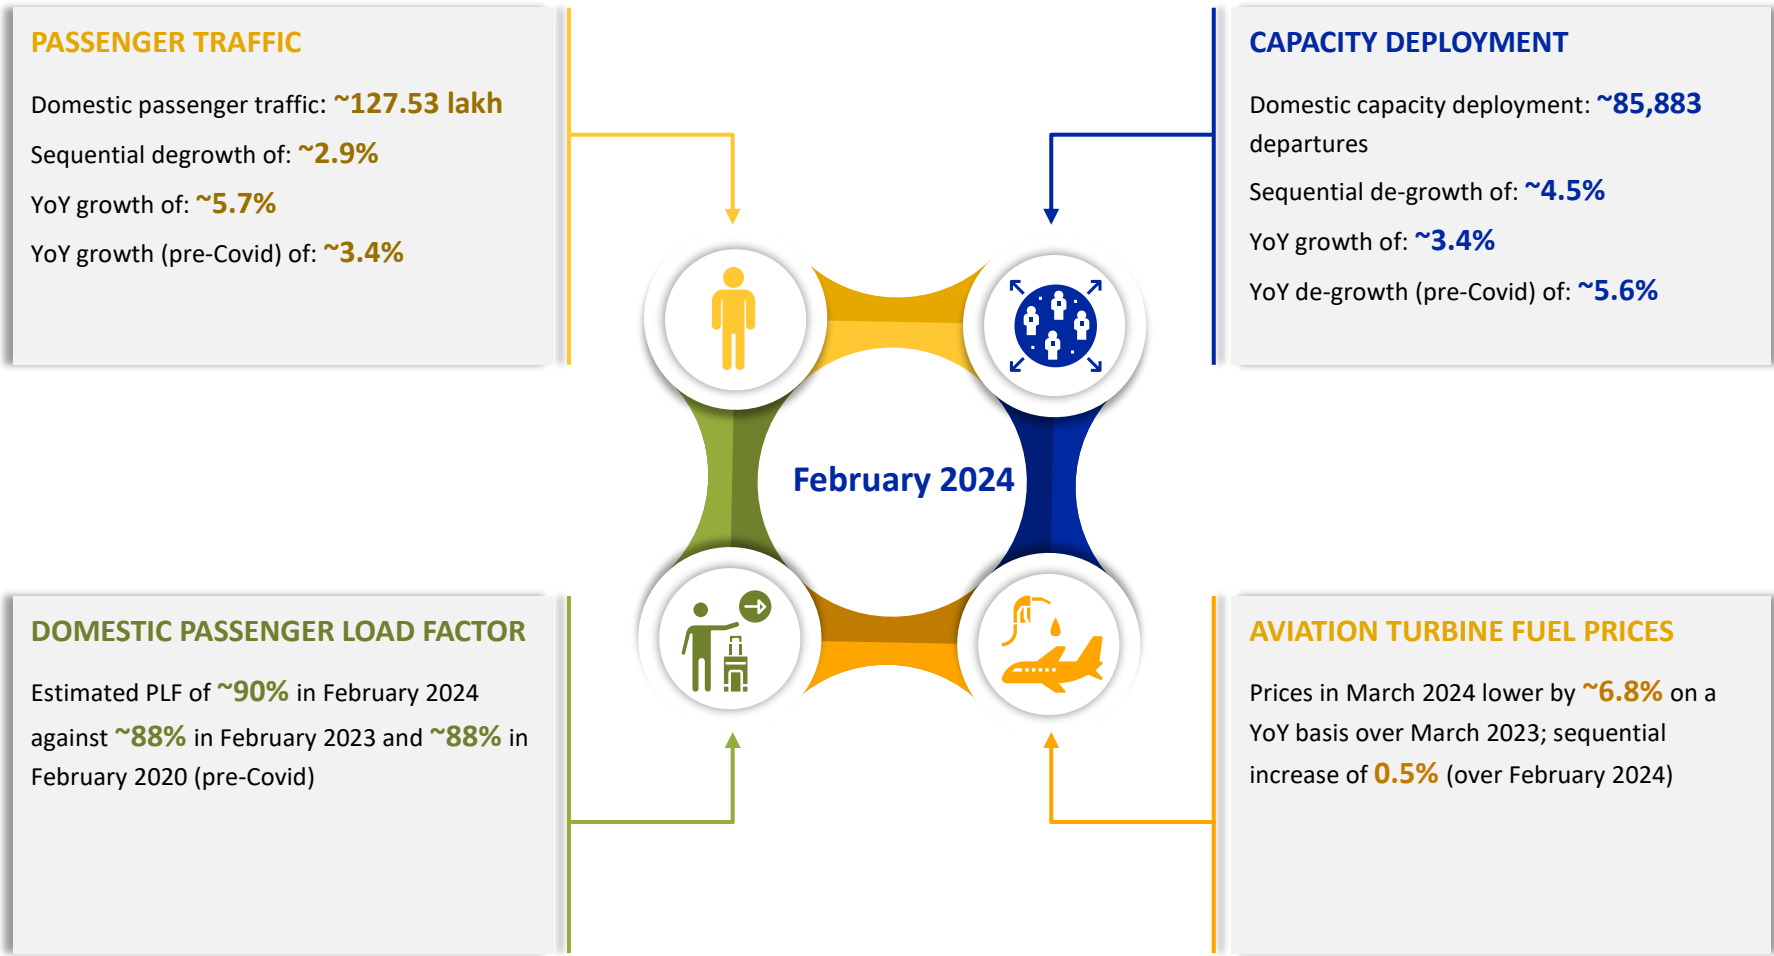 PASSENGER TRAFFIC
Domestic passenger traffic: ~127.53 lakh
Sequential degrowth of: ~2.9%
YoY growth of: ~5.7%
YoY growth (pre-Covid) of: ~3.4%
CAPACITY DEPLOYMENT
Domestic capacity deployment: ~85,883
departures
Sequential de-growth of: ~4.5%
YoY growth of: ~3.4%
YoY de-growth (pre-Covid) of: ~5.6%
February 2024
DOMESTIC PASSENGER LOAD FACTOR
Estimated PLF of ~90% in February 2024
against ~88% in February 2023 and ~88% in
February 2020 (pre-Covid)
AVIATION TURBINE FUEL PRICES
Prices in March 2024 lower by ~6.8% on a
YoY basis over March 2023; sequential
increase of 0.5% (over February 2024)